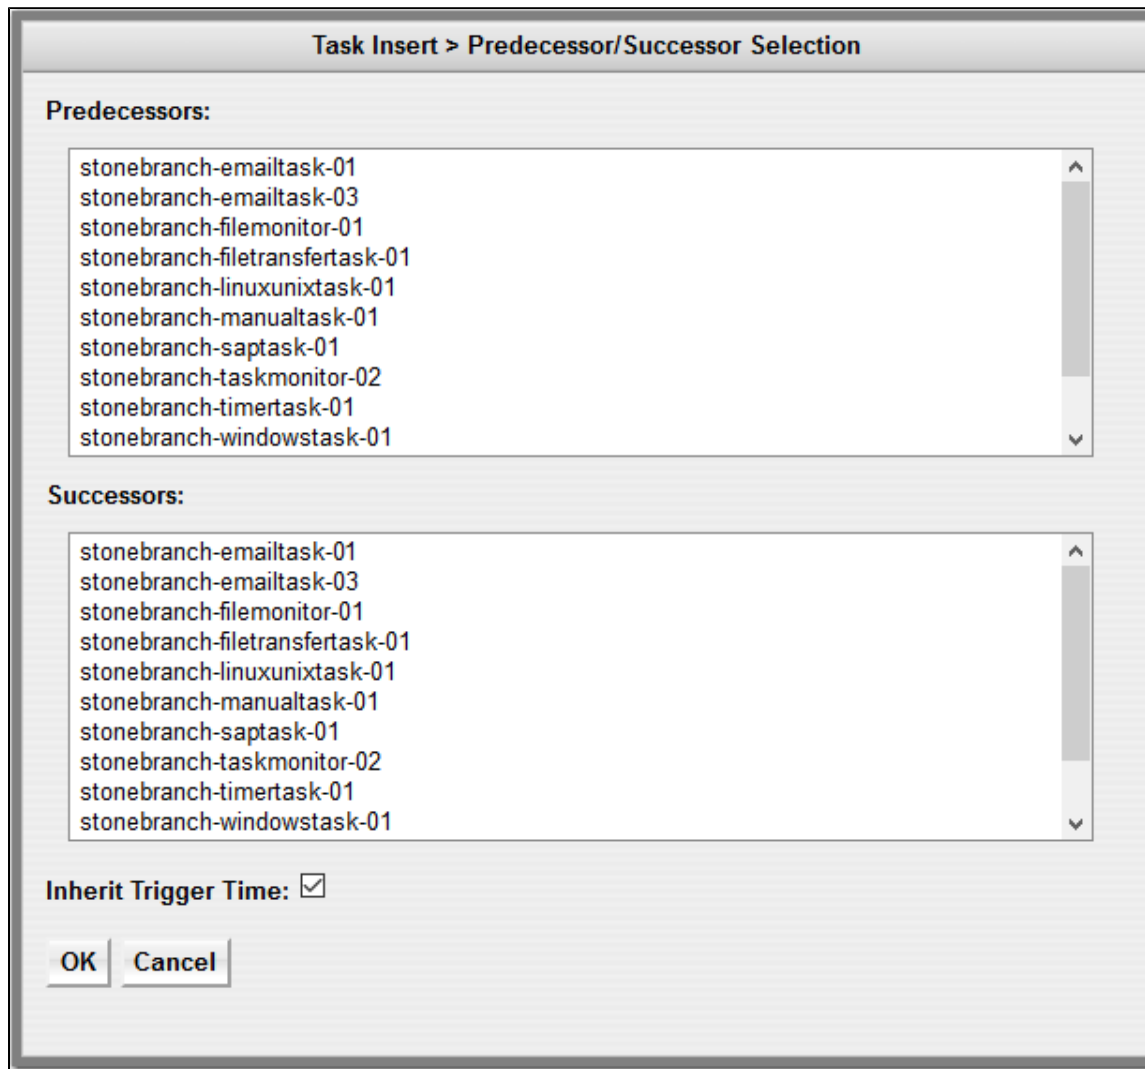 Task Insert > Predecessor/Successor Selection
Predecessors:
stonebranch-emailtask-01
stonebranch-emailtask-03
stonebranch-filemonitor-01
stonebranch-filetransfertask-01
stonebranch-linuxunixtask-01
stonebranch-manualtask-01
stonebranch-saptask-01
stonebranch-taskmonitor-02
stonebranch-timertask-01
stonebranch-windowstask-01
Successors:
stonebranch-emailtask-01
stonebranch-emailtask-03
stonebranch-filemonitor-01
stonebranch-filetransfertask-01
stonebranch-linuxunixtask-01
stonebranch-manualtask-01
stonebranch-saptask-01
stonebranch-taskmonitor-02
stonebranch-timertask-01
stonebranch-windowstask-01
Inherit Trigger Time:
OK Cancel